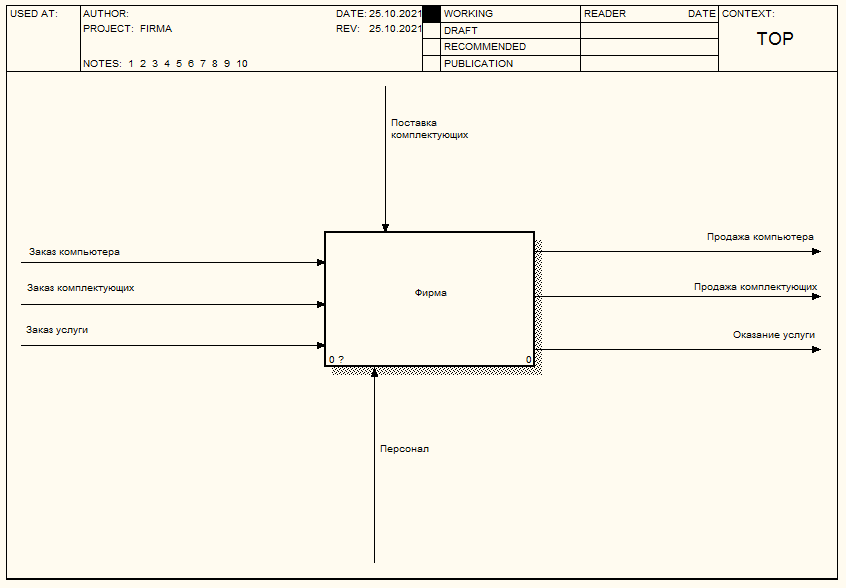 USED AT:
AUTHOR:
DATE: 25.10.2021
PROJECT: FIRMA
REV: 25.10.2021
NOTES: 1 2 3 4 5 6 7 8 9 10
WORKING
DRAFT
RECOMMENDED
PUBLICATION
READER DATE
CONTEXT:
TOP
Поставка
комплектующих
Заказ компьютера
Заказ комплектующих
Заказ услуги
Фирма
0 ?
0
Продажа компьютера
Продажа комплектующих
Оказание услуги
Персонал